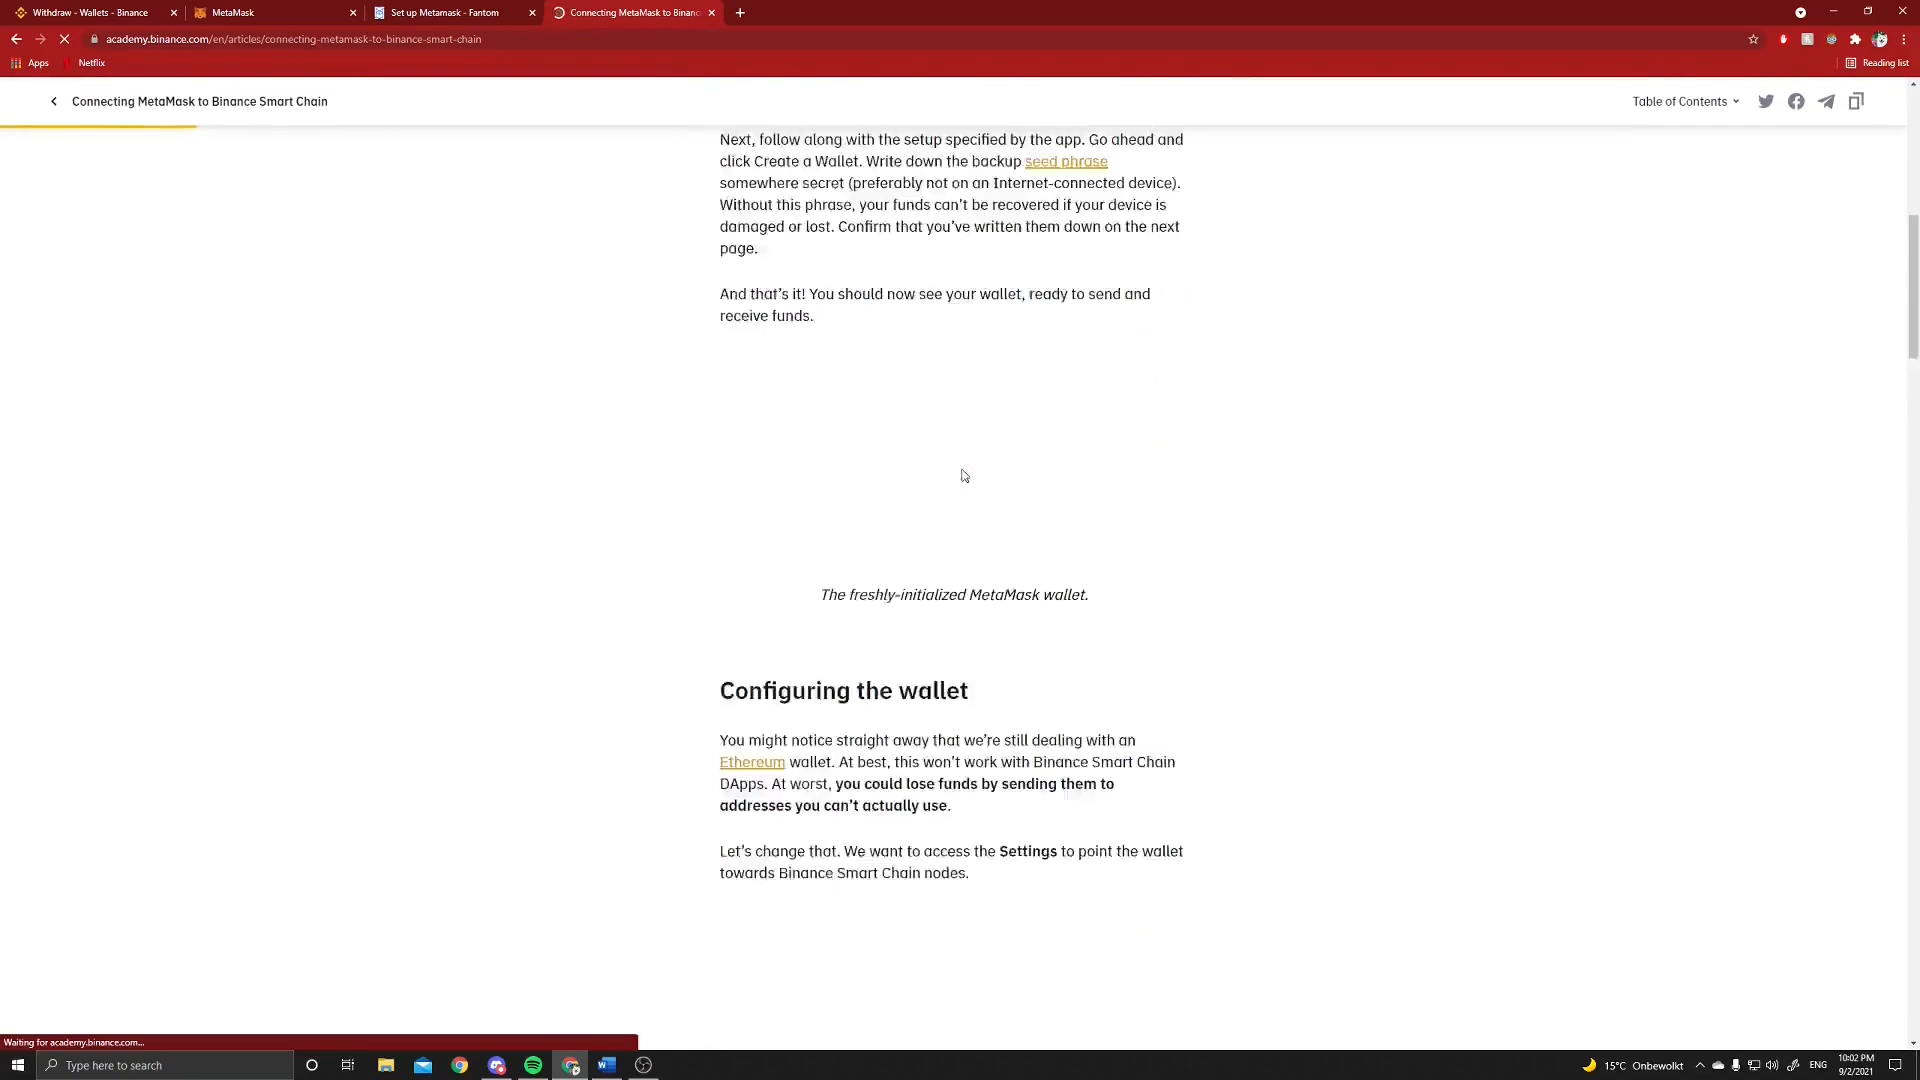 Withdraw - Wallets - Binance
MetaMask
Set up Metamask - Fantom
Connecting MetaMask to Binanc
academy.binance.com/en/articles/connecting-metamask-to-binance-smart-chain
Apps
Netflix
Reading list
Connecting MetaMask to Binance Smart Chain
Table of Contents
Next, follow along with the setup specified by the app. Go ahead and
click Create a Wallet. Write down the backup seed phrase
somewhere secret (preferably not on an Internet-connected device).
Without this phrase, your funds can’t be recovered if your device is
damaged or lost. Confirm that you’ve written them down on the next
page.
And that’s it! You should now see your wallet, ready to send and
receive funds.
The freshly-initialized MetaMask wallet.
Configuring the wallet
You might notice straight away that we’re still dealing with an
Ethereum wallet. At best, this won’t work with Binance Smart Chain
DApps. At worst, you could lose funds by sending them to
addresses you can’t actually use.
Let’s change that. We want to access the Settings to point the wallet
towards Binance Smart Chain nodes.
Waiting for academy.binance.com...
Type here to search
15°C Onbewolkt
ENG
10:02 PM
9/2/2021